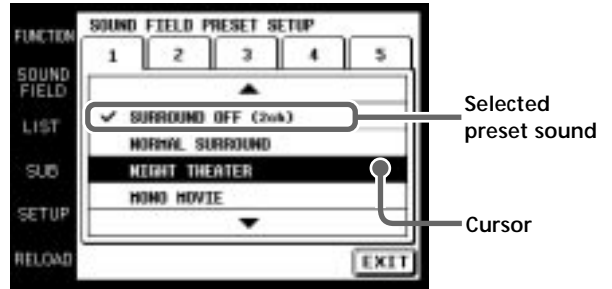 FUNCTION
SOUND FIELD
LIST
SUB
SETUP
RELOAD
SOUND FIELD PRESET SETUP
1 2 3 4 5
✓ SURROUND OFF (2ch)
NORMAL SURROUND
NIGHT THEATER
MONO MOVIE
EXIT
Selected
preset sound
Cursor